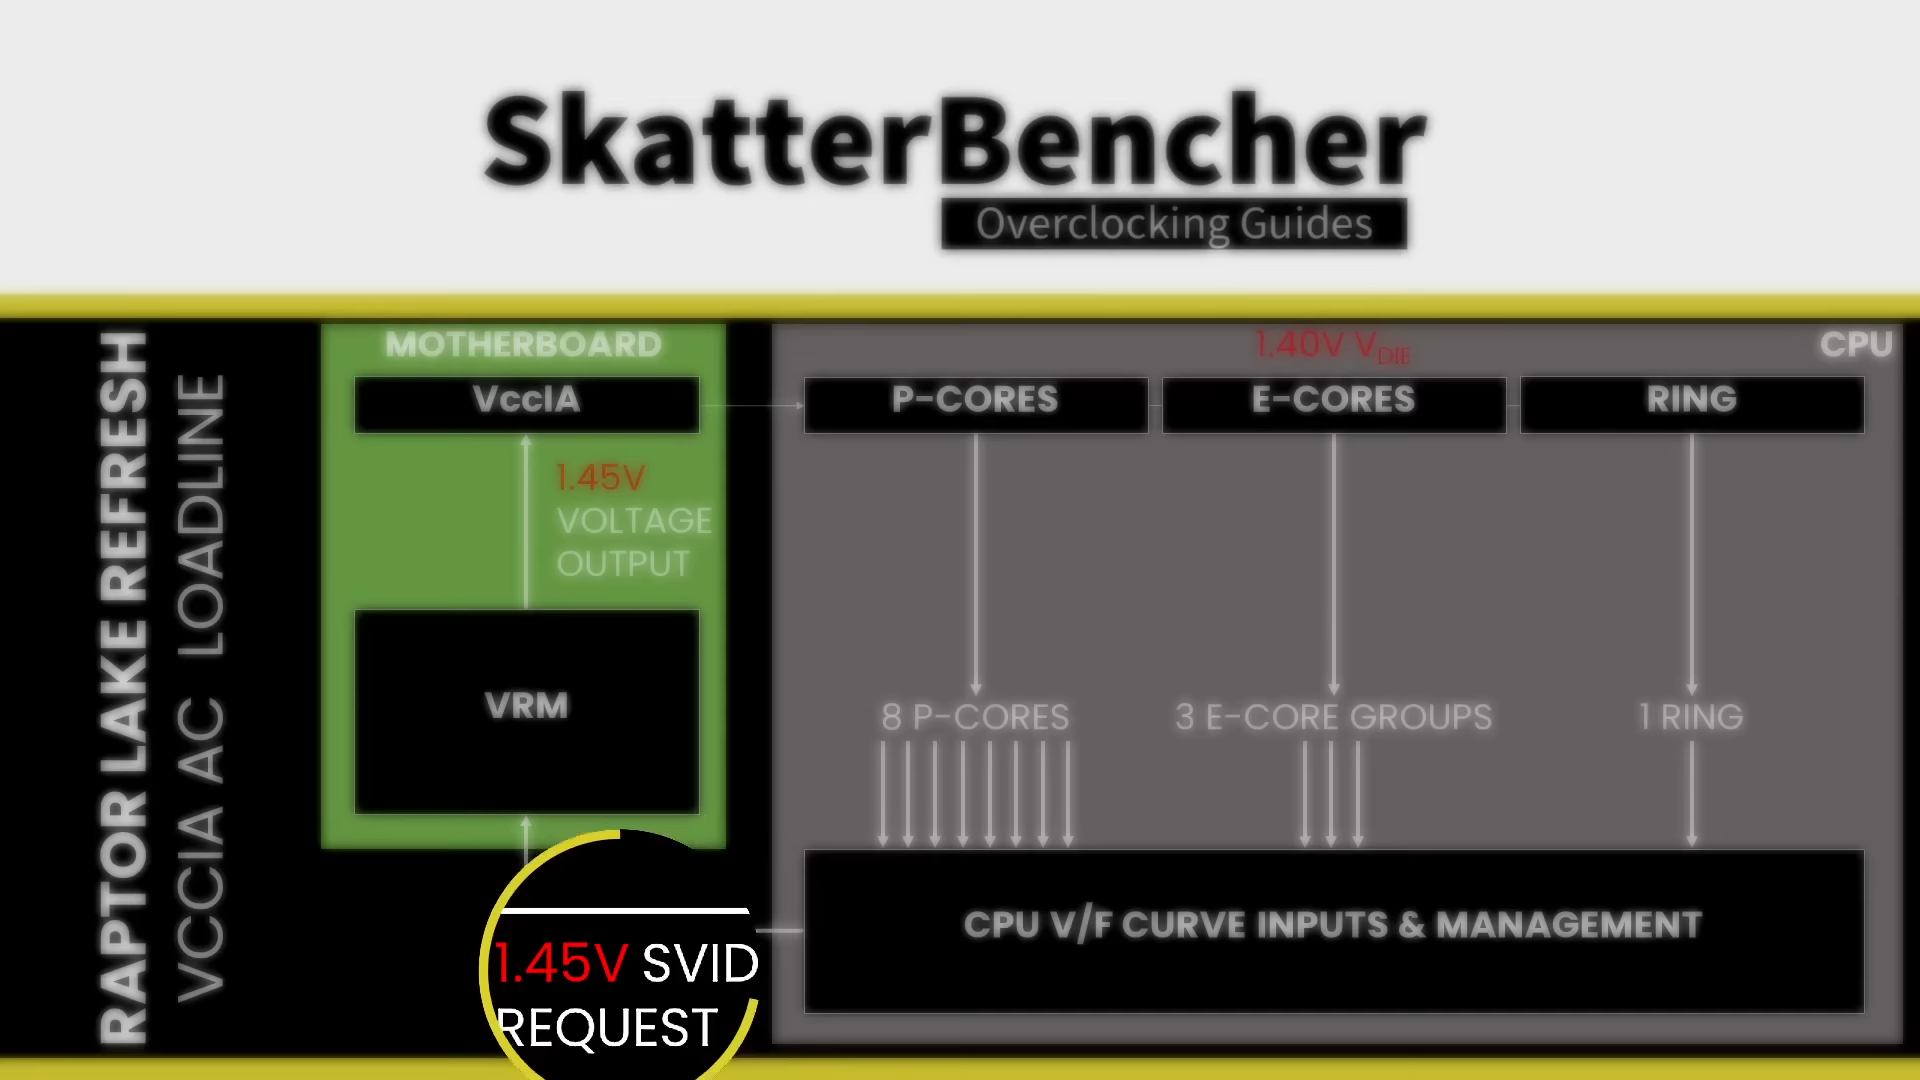 SkatterBencher
Overclocking Guides
RAPTOR LAKE REFRESH
VCCIA AC LOADLINE
MOTHERBOARD
VccIA
1.45V
VOLTAGE
OUTPUT
VRM
1.45V SVID
REQUEST
1.40V VDIE
CPU
P-CORES
E-CORES
RING
8 P-CORES
3 E-CORE GROUPS
1 RING
CPU V/F CURVE INPUTS & MANAGEMENT